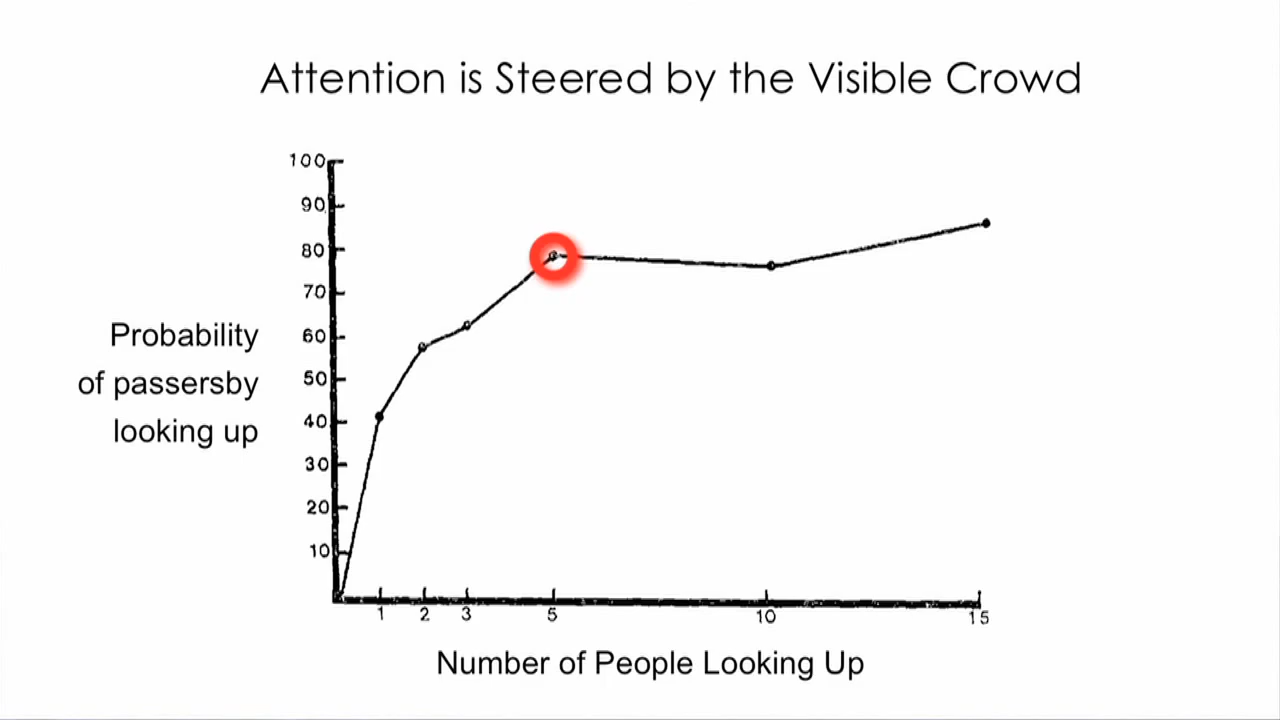 Attention is Steered by the Visible Crowd
100
90
80
70
60
50
40
30
20
10
Probability
of passersby
looking up
1 2 3 5 10 15
Number of People Looking Up